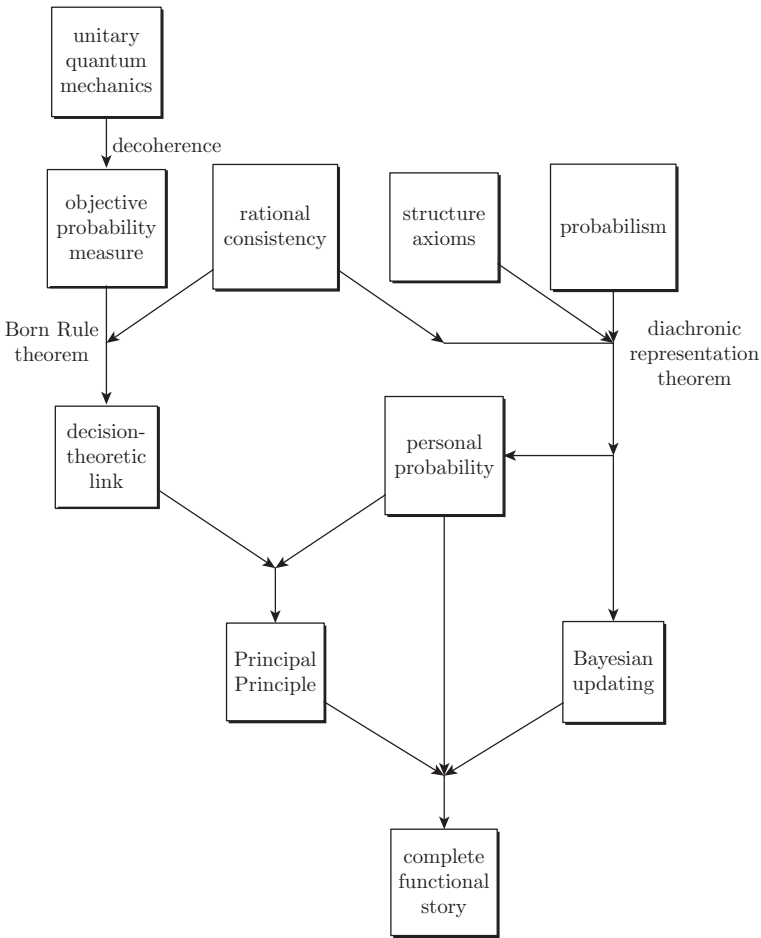 unitary
quantum
mechanics
decoherence
objective
probability
measure
rational
consistency
structure
axioms
probabilism
Born Rule
theorem
diachronic
representation
theorem
decision-
theoretic
link
personal
probability
Principal
Principle
Bayesian
updating
complete
functional
story